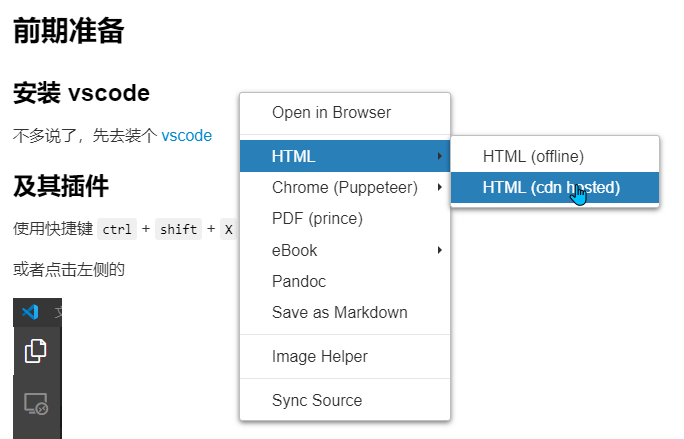 前期准备
安装 vscode
不多说了，先去装个 vscode
及其插件
使用快捷键 ctrl + shift + X
或者点击左侧的
Open in Browser
HTML
Chrome (Puppeteer)
PDF (prince)
eBook
Pandoc
Save as Markdown
Image Helper
Sync Source
HTML (offline)
HTML (cdn hosted)